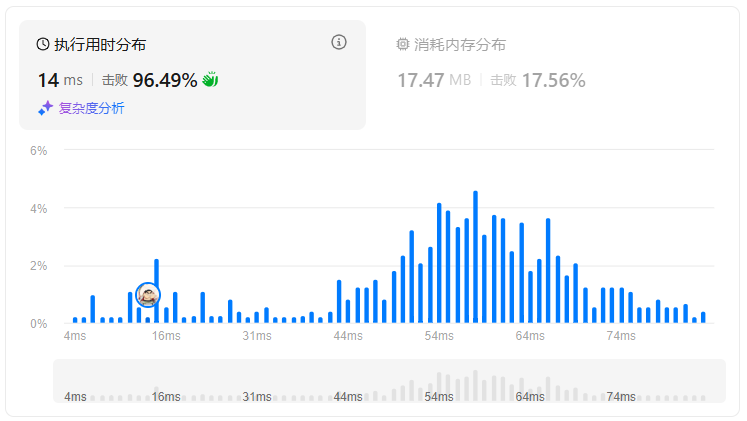 执行用时分布
14 ms | 击败 96.49%
复杂度分析
消耗内存分布
17.47 MB | 击败 17.56%
6%
4%
2%
0%
4ms 16ms 31ms 44ms 54ms 64ms 74ms
4ms 16ms 31ms 44ms 54ms 64ms 74ms